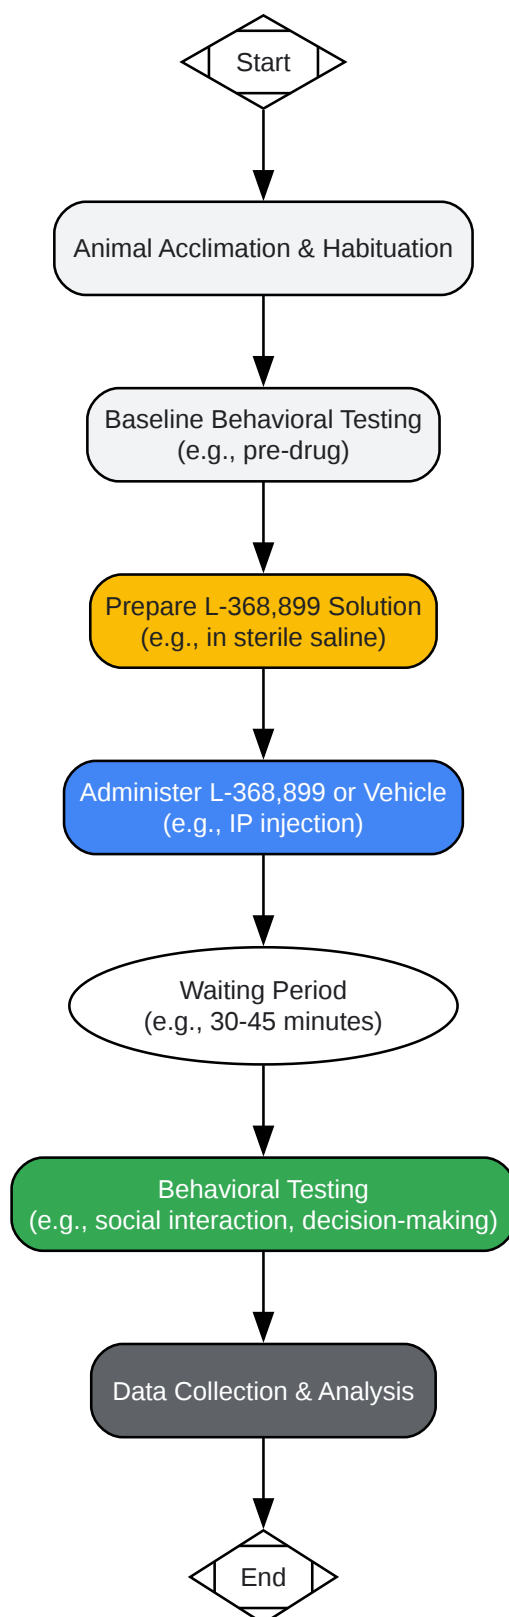 Start
Animal Acclimation & Habituation
Baseline Behavioral Testing
(e.g., pre-drug)
Prepare L-368,899 Solution
(e.g., in sterile saline)
Administer L-368,899 or Vehicle
(e.g., IP injection)
Waiting Period
(e.g., 30-45 minutes)
Behavioral Testing
(e.g., social interaction, decision-making)
Data Collection & Analysis
End